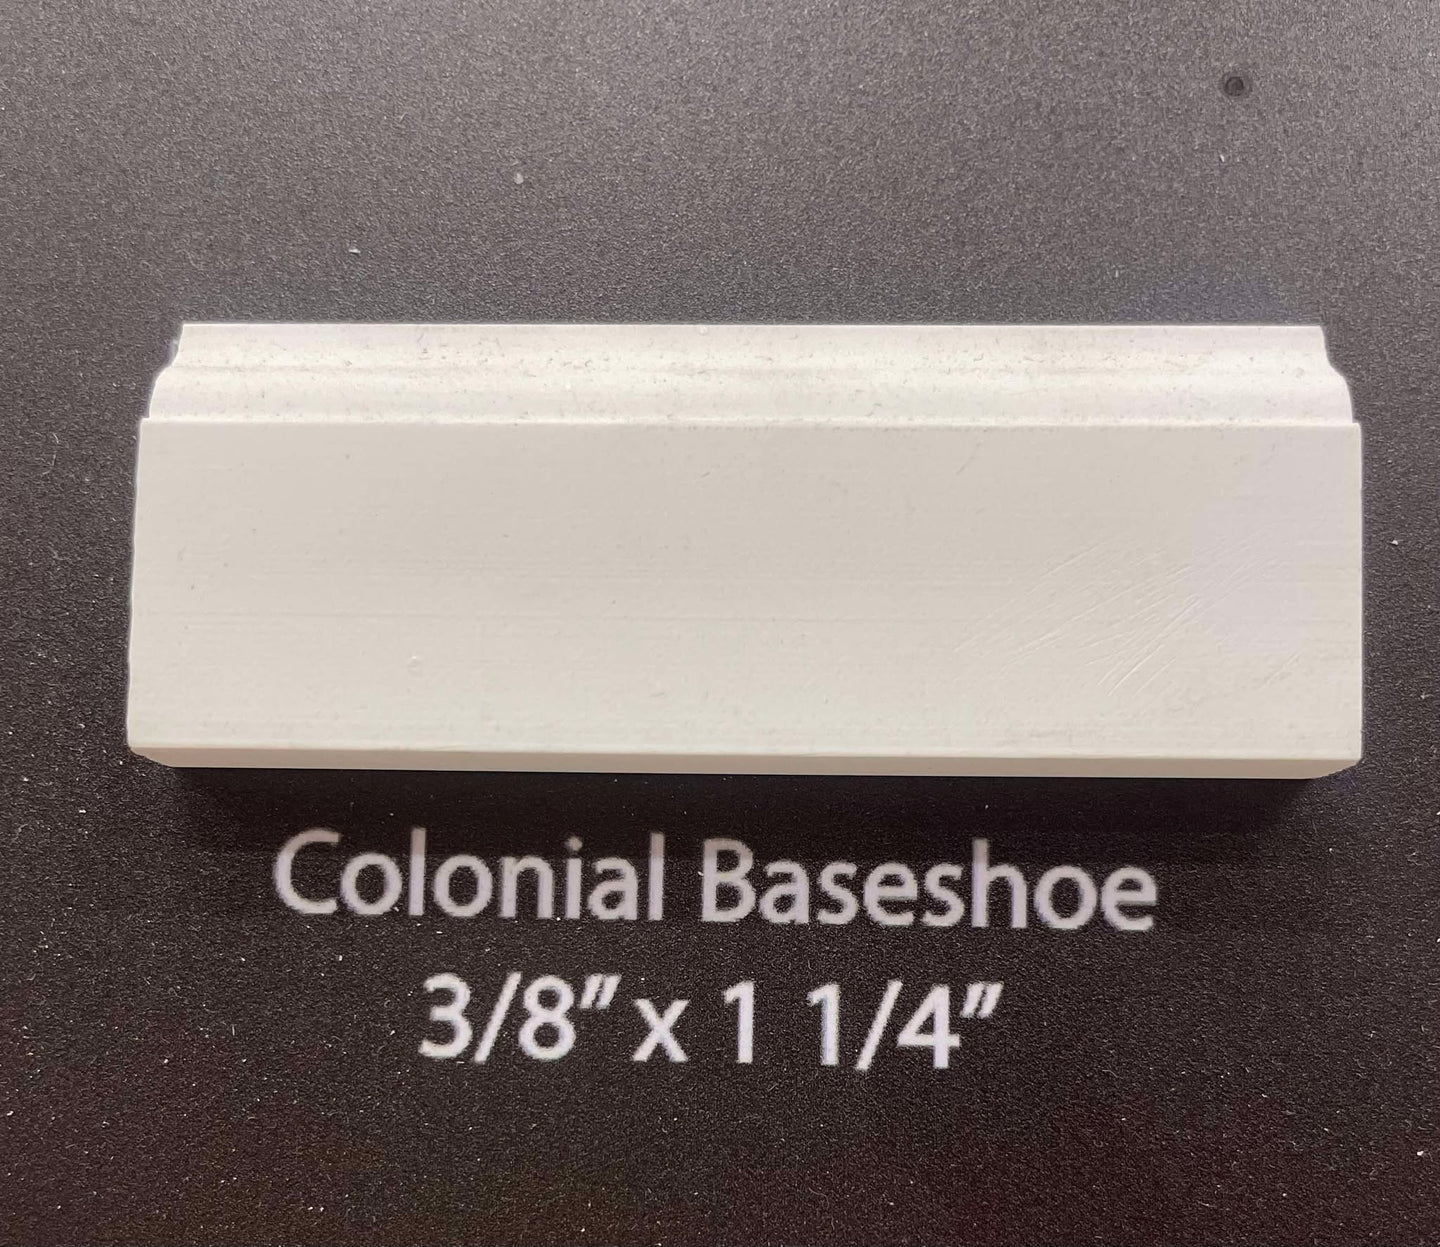 Colonial Baseshoe
3/8" x 1 1/4"